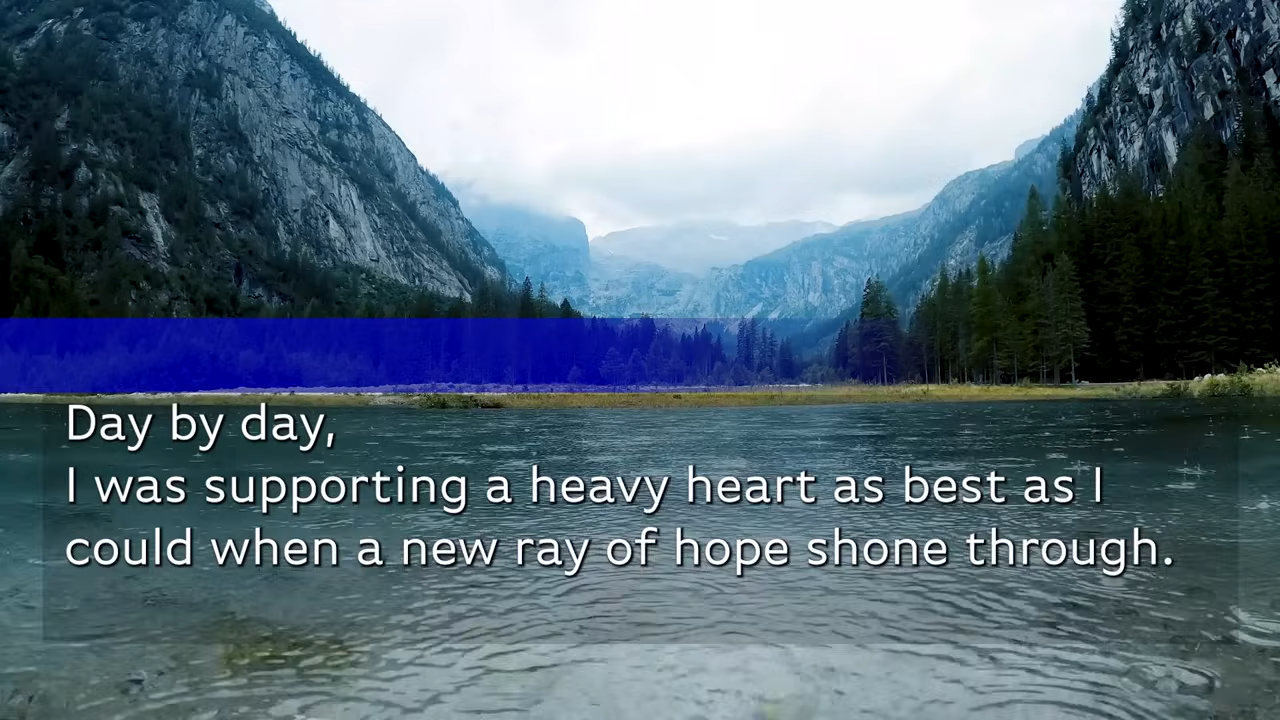 Day by day,
I was supporting a heavy heart as best as I
could when a new ray of hope shone through.